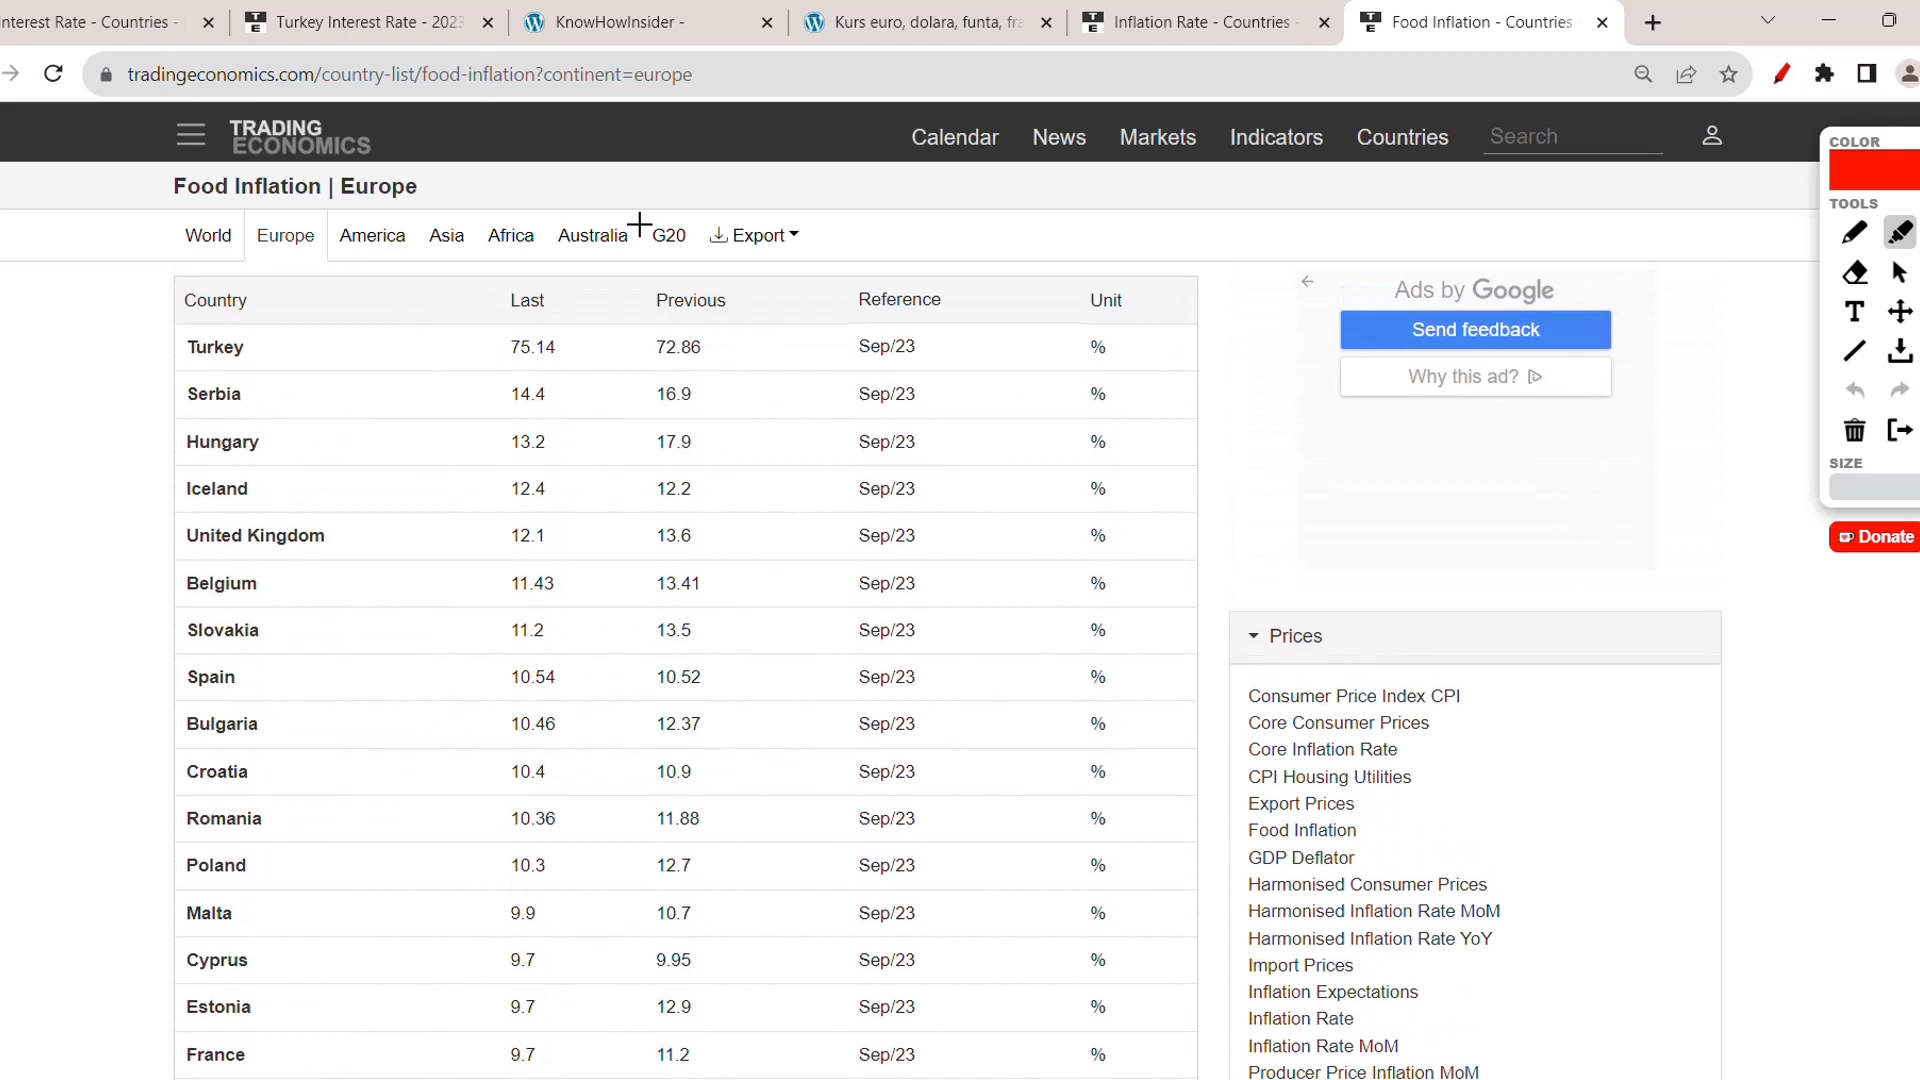 nterest Rate - Countries -
Turkey Interest Rate - 2023
KnowHowInsider -
Kurs euro, dolara, funta, fra
Inflation Rate - Countries -
Food Inflation - Countries
tradingeconomics.com/country-list/food-inflation?continent=europe
TRADING
ECONOMICS
Calendar News Markets Indicators Countries Search
COLOR
TOOLS
SIZE
Donate
Food Inflation | Europe
World Europe America Asia Africa Australia G20 Export
Country Last Previous Reference Unit
Turkey 75.14 72.86 Sep/23 %
Serbia 14.4 16.9 Sep/23 %
Hungary 13.2 17.9 Sep/23 %
Iceland 12.4 12.2 Sep/23 %
United Kingdom 12.1 13.6 Sep/23 %
Belgium 11.43 13.41 Sep/23 %
Slovakia 11.2 13.5 Sep/23 %
Spain 10.54 10.52 Sep/23 %
Bulgaria 10.46 12.37 Sep/23 %
Croatia 10.4 10.9 Sep/23 %
Romania 10.36 11.88 Sep/23 %
Poland 10.3 12.7 Sep/23 %
Malta 9.9 10.7 Sep/23 %
Cyprus 9.7 9.95 Sep/23 %
Estonia 9.7 12.9 Sep/23 %
France 9.7 11.2 Sep/23 %
Ads by Google
Send feedback
Why this ad?
Prices
Consumer Price Index CPI
Core Consumer Prices
Core Inflation Rate
CPI Housing Utilities
Export Prices
Food Inflation
GDP Deflator
Harmonised Consumer Prices
Harmonised Inflation Rate MoM
Harmonised Inflation Rate YoY
Import Prices
Inflation Expectations
Inflation Rate
Inflation Rate MoM
Producer Price Inflation MoM